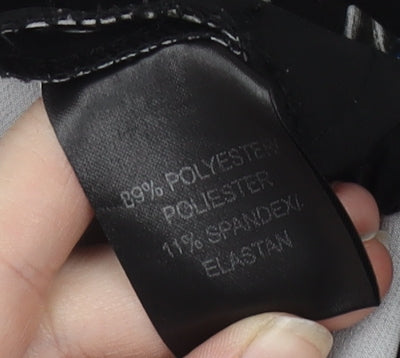 89% POLYESTER/
POLIESTER
11% SPANDEX/
ELASTAN